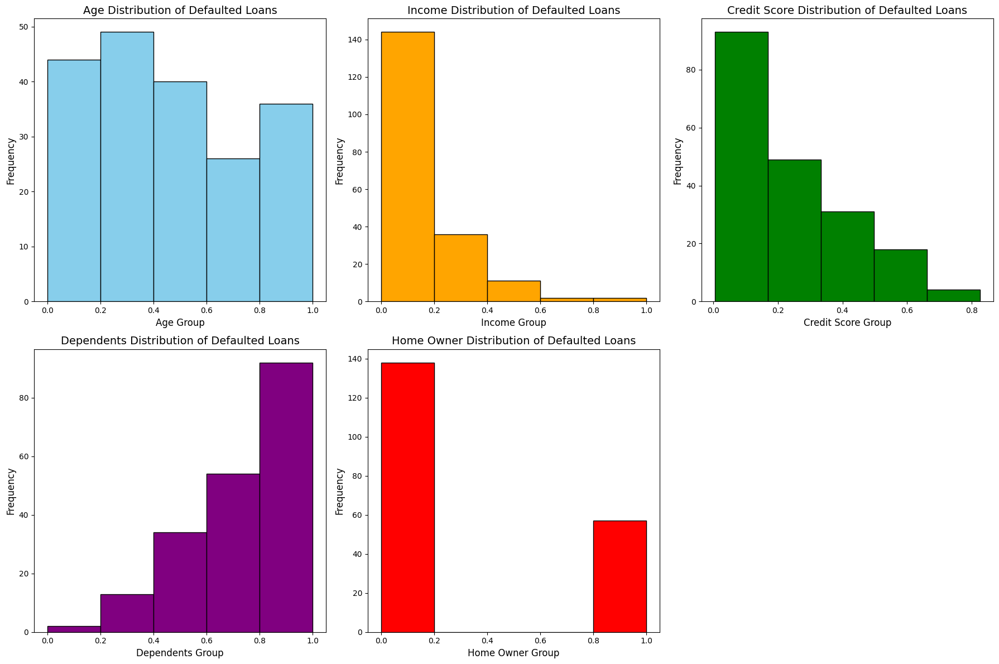 Age Distribution of Defaulted Loans
50
40
30
20
10
0
Frequency
0.0 0.2 0.4 0.6 0.8 1.0
Age Group
Income Distribution of Defaulted Loans
140
120
100
80
60
40
20
0
Frequency
0.0 0.2 0.4 0.6 0.8 1.0
Income Group
Credit Score Distribution of Defaulted Loans
80
60
40
20
0
Frequency
0.0 0.2 0.4 0.6 0.8
Credit Score Group
Dependents Distribution of Defaulted Loans
80
60
40
20
0
Frequency
0.0 0.2 0.4 0.6 0.8 1.0
Dependents Group
Home Owner Distribution of Defaulted Loans
140
120
100
80
60
40
20
0
Frequency
0.0 0.2 0.4 0.6 0.8 1.0
Home Owner Group